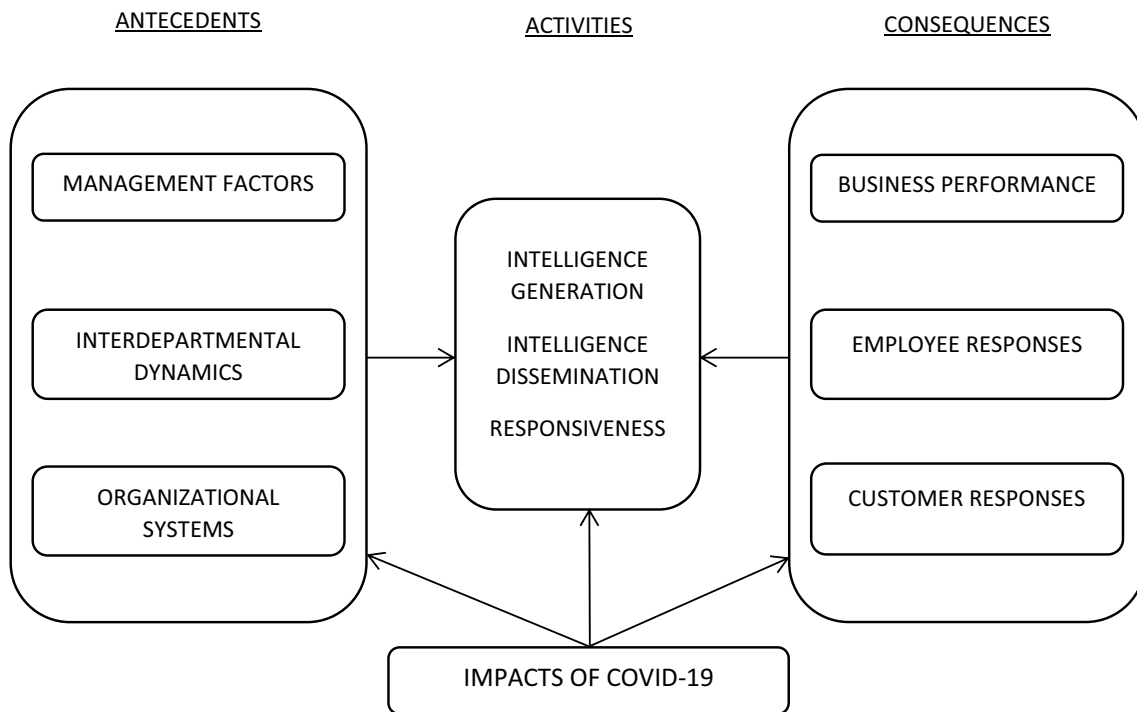 ANTECEDENTS
ACTIVITIES
CONSEQUENCES
MANAGEMENT FACTORS
INTERDEPARTMENTAL
DYNAMICS
ORGANIZATIONAL
SYSTEMS
INTELLIGENCE
GENERATION
INTELLIGENCE
DISSEMINATION
RESPONSIVENESS
BUSINESS PERFORMANCE
EMPLOYEE RESPONSES
CUSTOMER RESPONSES
IMPACTS OF COVID-19